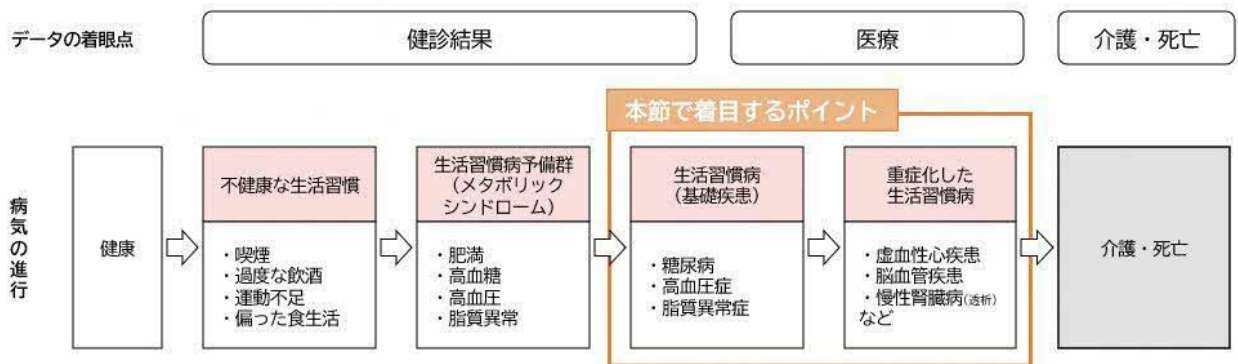 データの着眼点
健診結果
医療
介護・死亡
本節で着目するポイント
病気の進行
健康
不健康な生活習慣
・喫煙
・過度な飲酒
・運動不足
・偏った食生活
生活習慣病予備群
（メタボリック
シンドローム）
・肥満
・高血糖
・高血圧
・脂質異常
生活習慣病
（基礎疾患）
・糖尿病
・高血圧症
・脂質異常症
重症化した
生活習慣病
・虚血性心疾患
・脳血管疾患
・慢性腎臓病（透析）
など
介護・死亡